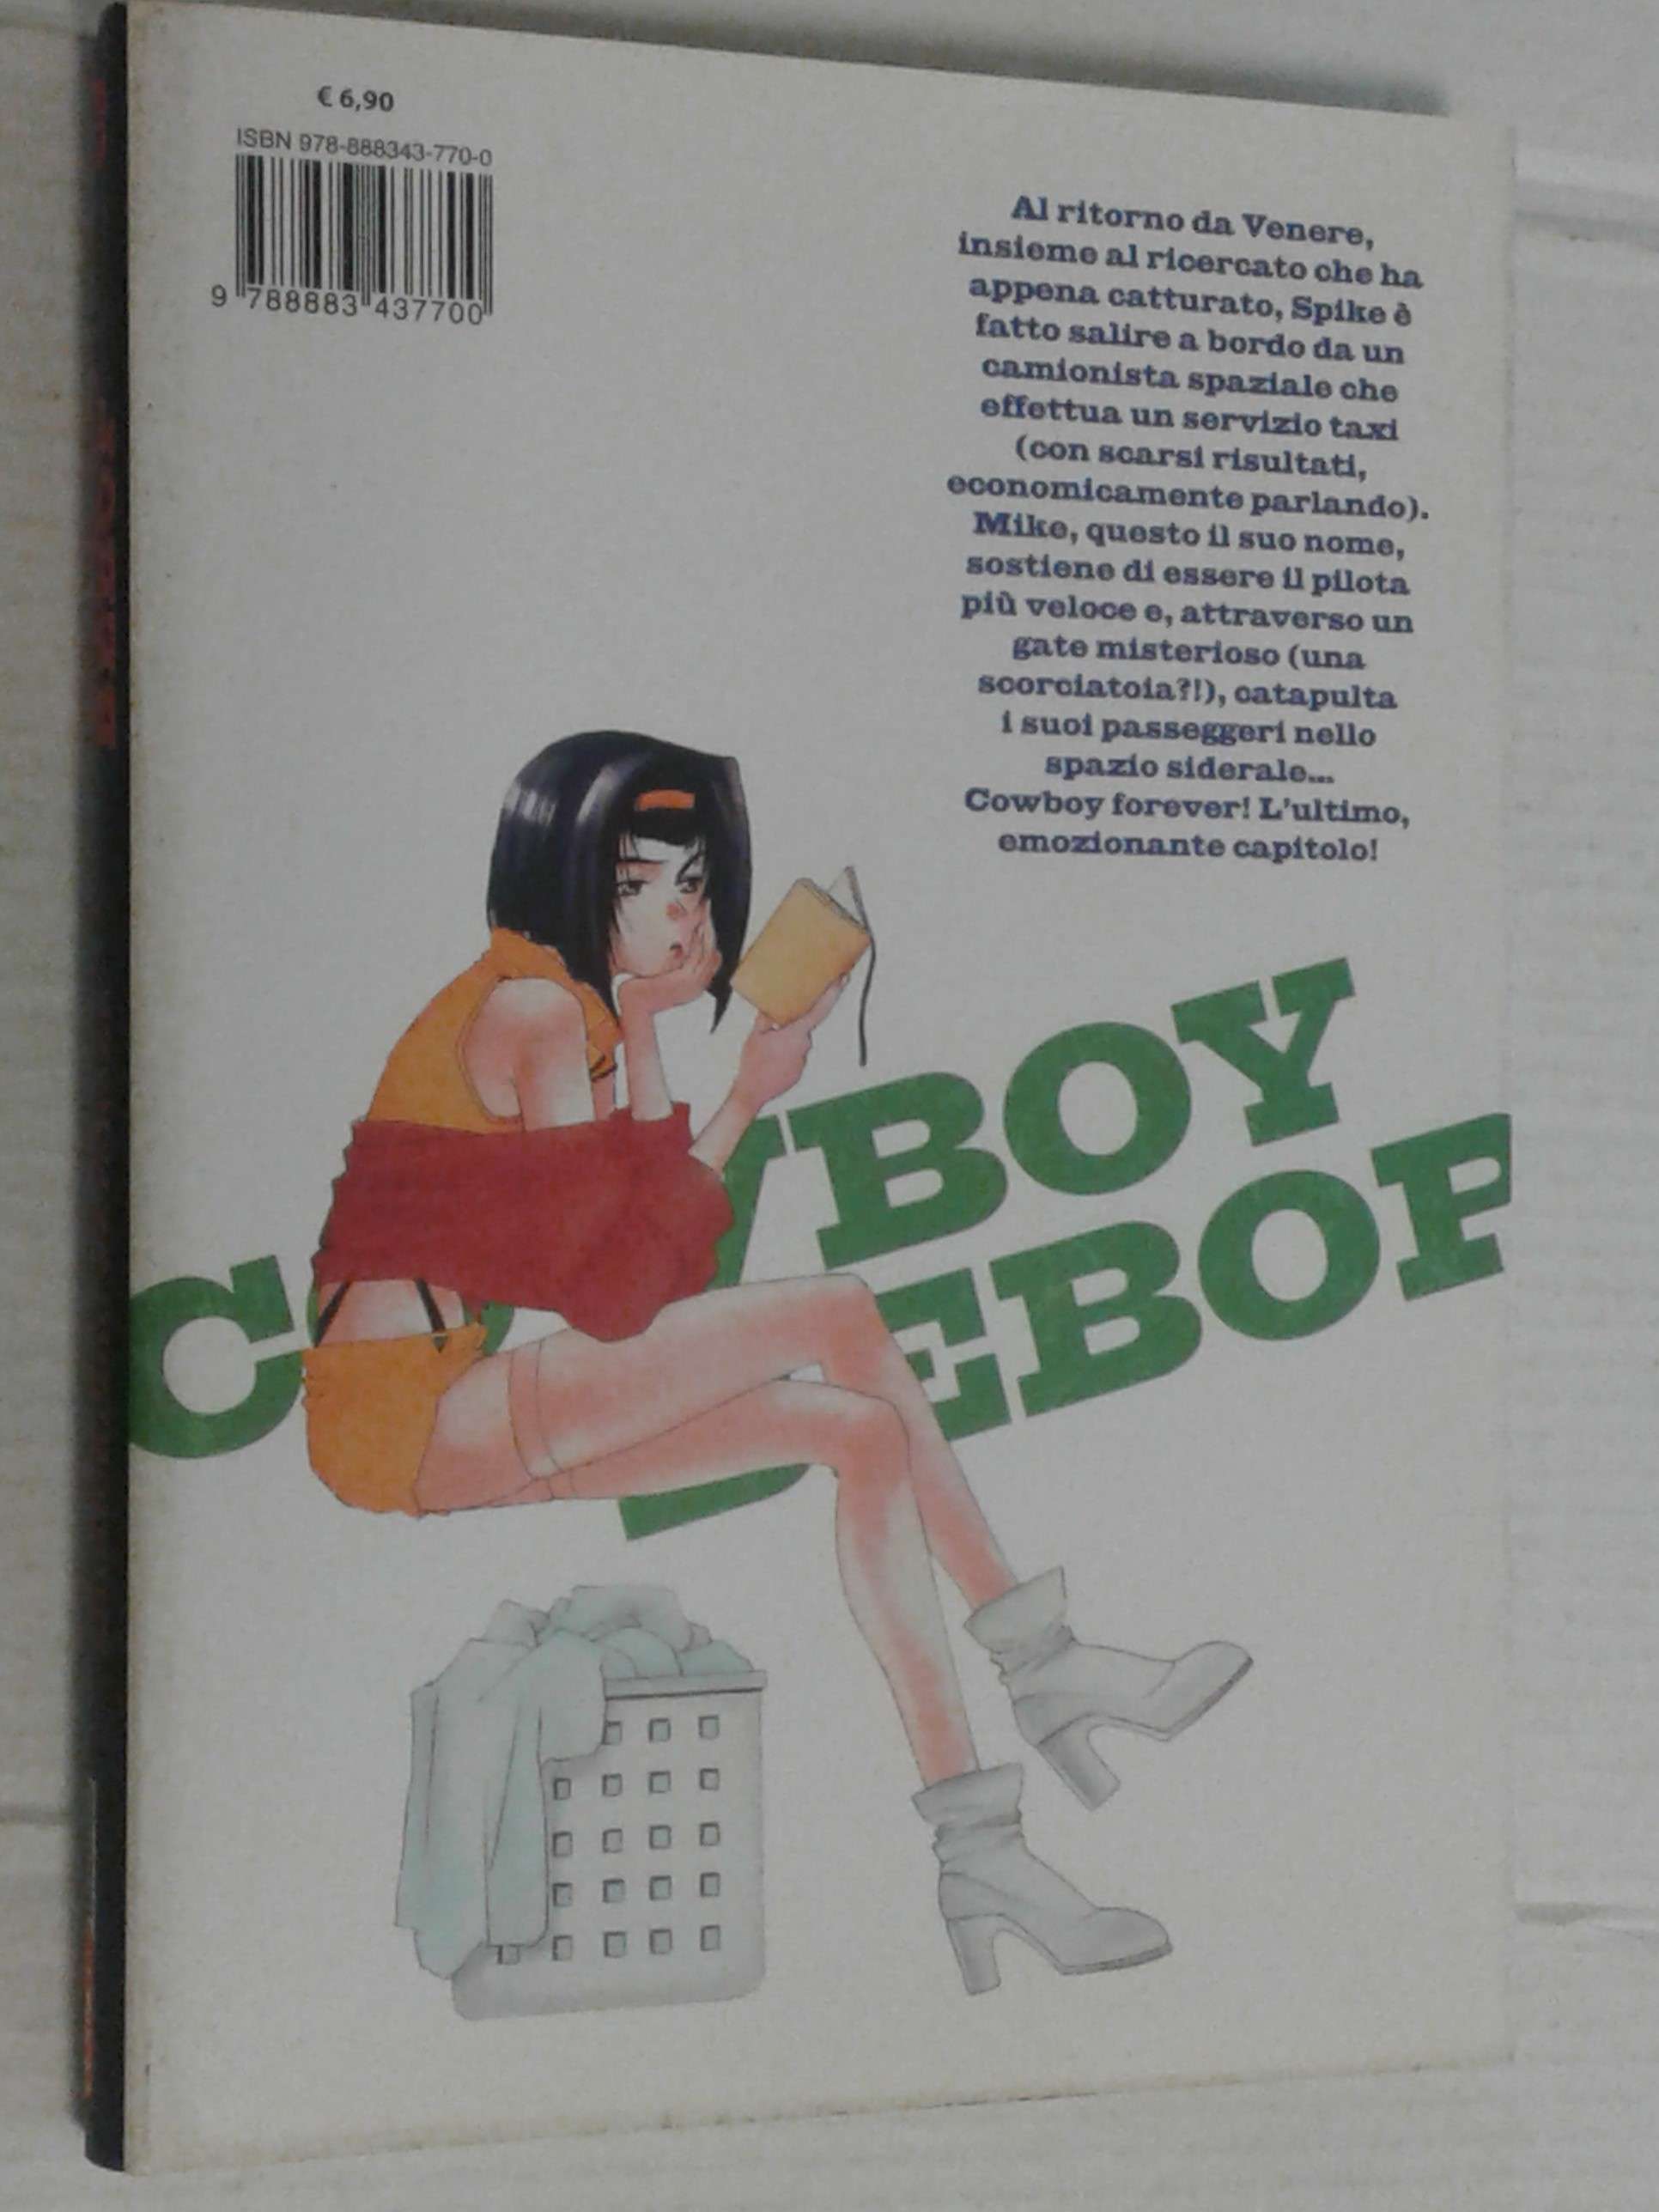 € 6,90
ISBN 978-888343-770-0
9 788883 437700
Al ritorno da Venere,
insieme al ricercato che ha
appena catturato, Spike è
fatto salire a bordo da un
camionista spaziale che
effettua un servizio taxi
(con scarsi risultati,
economicamente parlando).
Mike, questo il suo nome,
sostiene di essere il pilota
più veloce e, attraverso un
gate misterioso (una
scorciatoia?!), catapulta
i suoi passeggeri nello
spazio siderale...
Cowboy forever! L'ultimo,
emozionante capitolo!
COWBOY
BEBOP